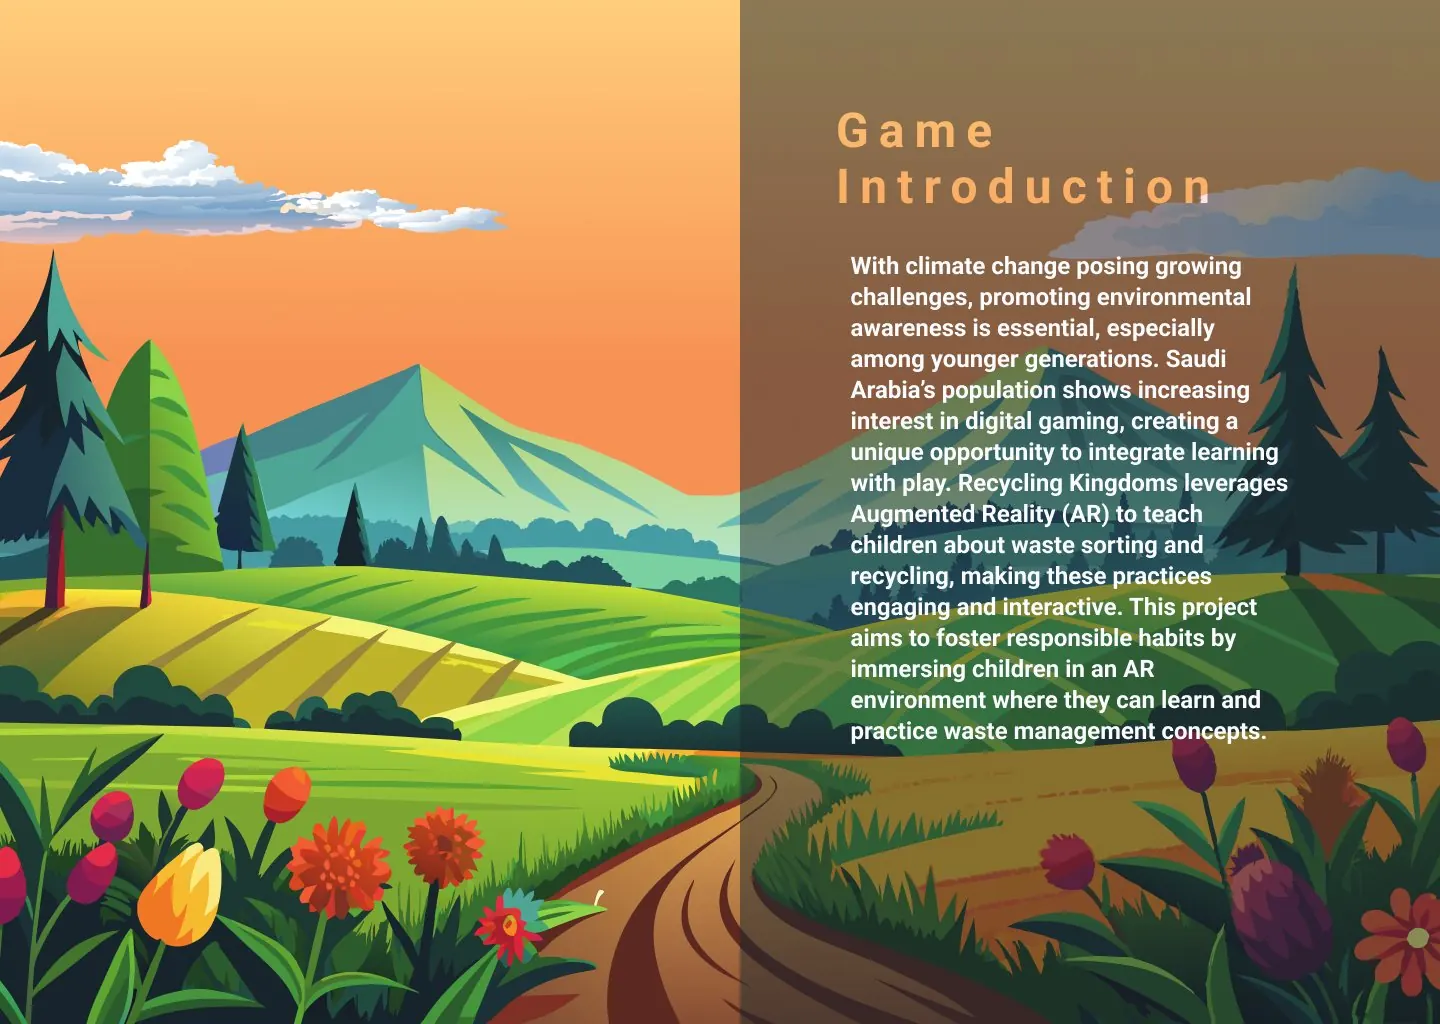 Game
Introduction
With climate change posing growing
challenges, promoting environmental
awareness is essential, especially
among younger generations. Saudi
Arabia’s population shows increasing
interest in digital gaming, creating a
unique opportunity to integrate learning
with play. Recycling Kingdoms leverages
Augmented Reality (AR) to teach
children about waste sorting and
recycling, making these practices
engaging and interactive. This project
aims to foster responsible habits by
immersing children in an AR
environment where they can learn and
practice waste management concepts.